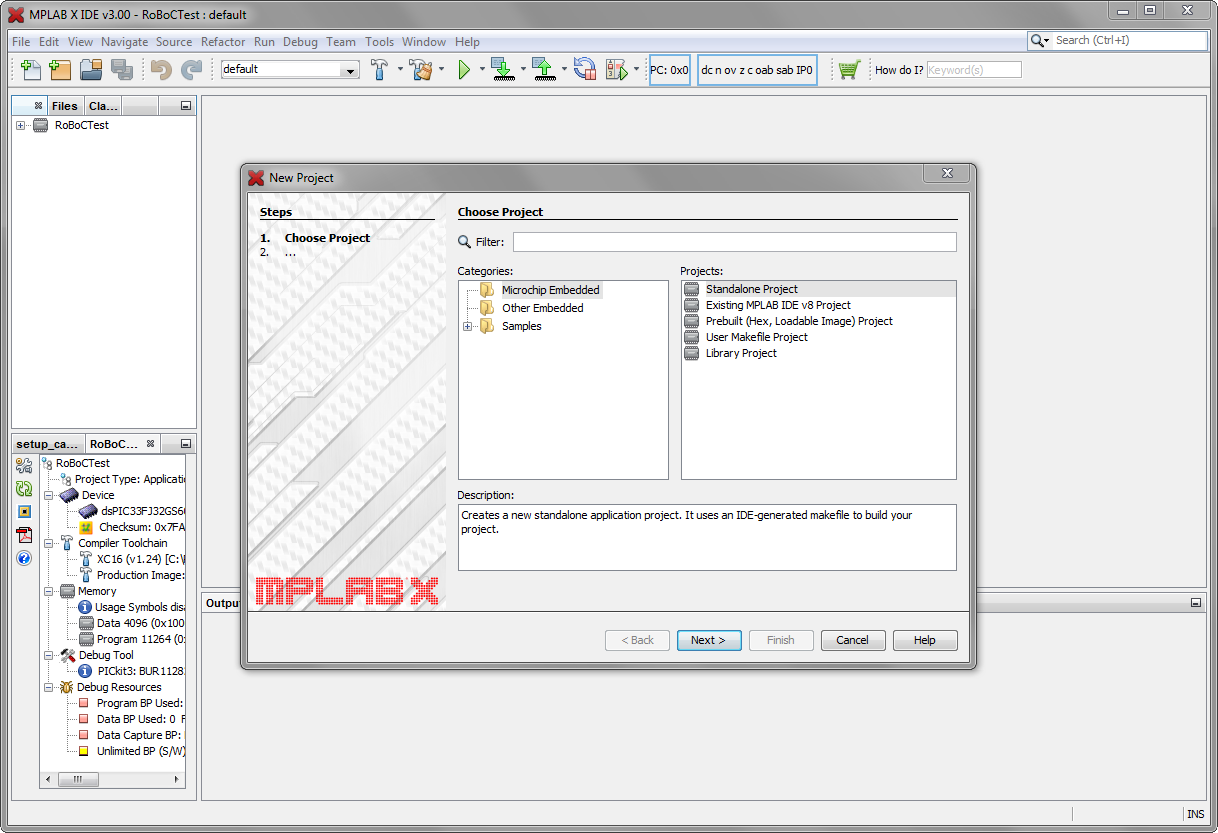 MPLAB X IDE v3.00 - RoBoCTest : default
File Edit View Navigate Source Refactor Run Debug Team Tools Window Help
Search (Ctrl+I)
default
PC: 0x0
dc n ov z c oab sab IP0
How do I?
Keyword(s)
Files
Cla...
RoBoCTest
New Project
Steps
1. Choose Project
2. ...
Choose Project
Filter:
Categories:
Microchip Embedded
Other Embedded
Samples
Projects:
Standalone Project
Existing MPLAB IDE v8 Project
Prebuilt (Hex, Loadable Image) Project
User Makefile Project
Library Project
Description:
Creates a new standalone application project. It uses an IDE-generated makefile to build your
project.
MPLAB X
< Back
Next >
Finish
Cancel
Help
setup_ca...
RoBoC...
RoBoCTest
Project Type: Applicati
Device
dsPIC33FJ32GS6
Checksum: 0x7FA
Compiler Toolchain
XC16 (v1.24) [C:\
Production Image:
Memory
Usage Symbols dis
Data 4096 (0x100
Program 11264 (0
Debug Tool
PICkit3: BUR1128
Debug Resources
Program BP Used:
Data BP Used: 0 F
Data Capture BP:
Unlimited BP (S/W)
Outpu
INS